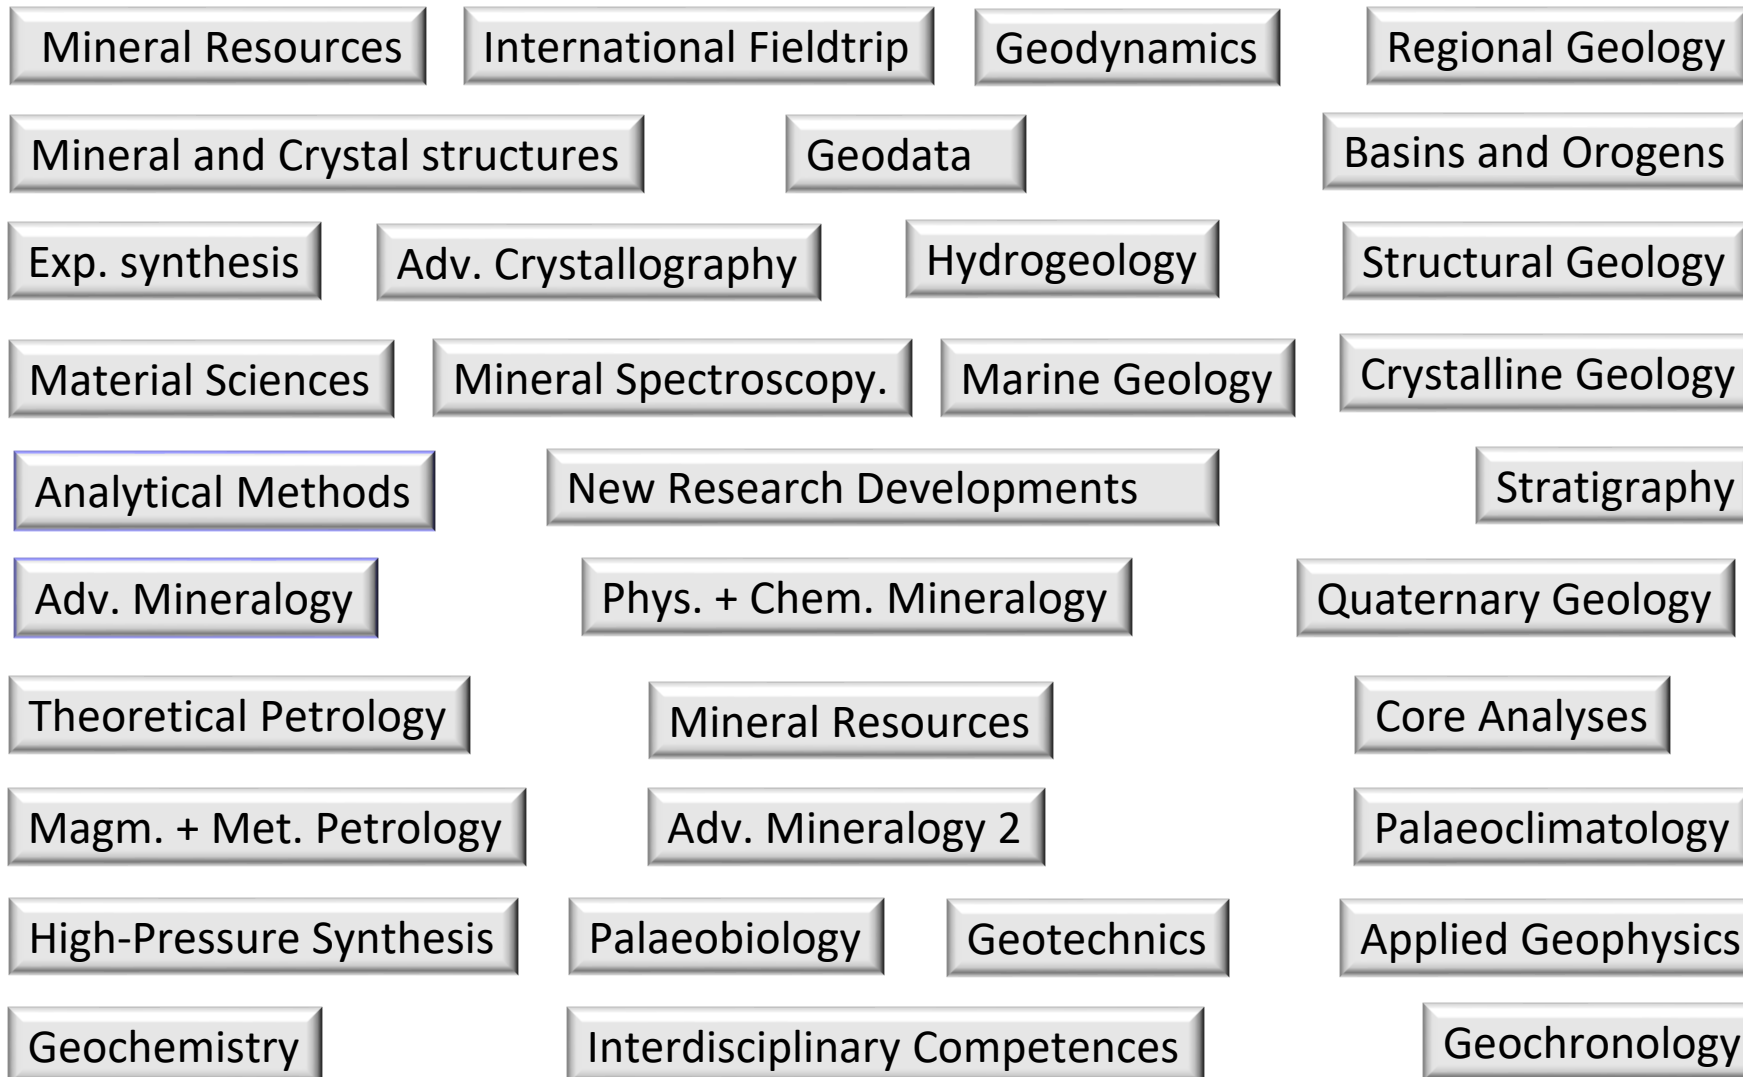 Mineral Resources
International Fieldtrip
Geodynamics
Regional Geology
Mineral and Crystal structures
Geodata
Basins and Orogens
Exp. synthesis
Adv. Crystallography
Hydrogeology
Structural Geology
Material Sciences
Mineral Spectroscopy.
Marine Geology
Crystalline Geology
Analytical Methods
New Research Developments
Stratigraphy
Adv. Mineralogy
Phys. + Chem. Mineralogy
Quaternary Geology
Theoretical Petrology
Mineral Resources
Core Analyses
Magm. + Met. Petrology
Adv. Mineralogy 2
Palaeoclimatology
High-Pressure Synthesis
Palaeobiology
Geotechnics
Applied Geophysics
Geochemistry
Interdisciplinary Competences
Geochronology